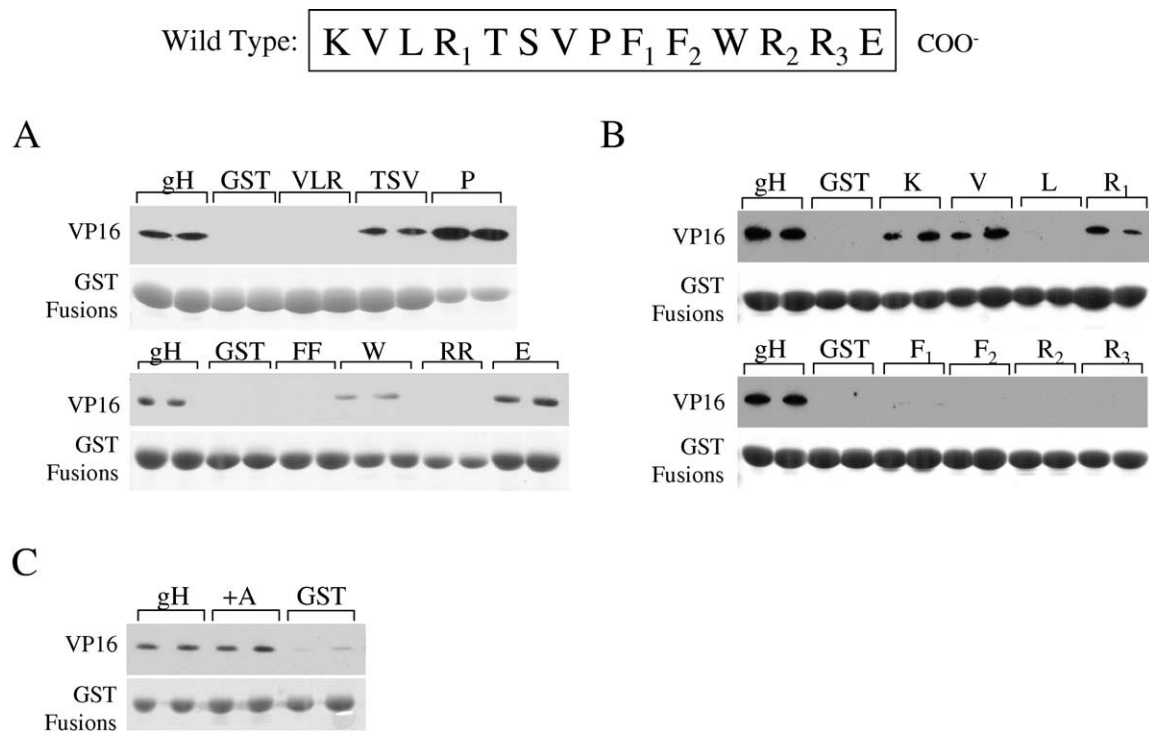 Wild Type: K V L R1 T S V P F1 F2 W R2 R3 E COO-
A
gH GST VLR TSV P
VP16
GST
Fusions
gH GST FF W RR E
VP16
GST
Fusions
B
gH GST K V L R1
VP16
GST
Fusions
gH GST F1 F2 R2 R3
VP16
GST
Fusions
C
gH +A GST
VP16
GST
Fusions